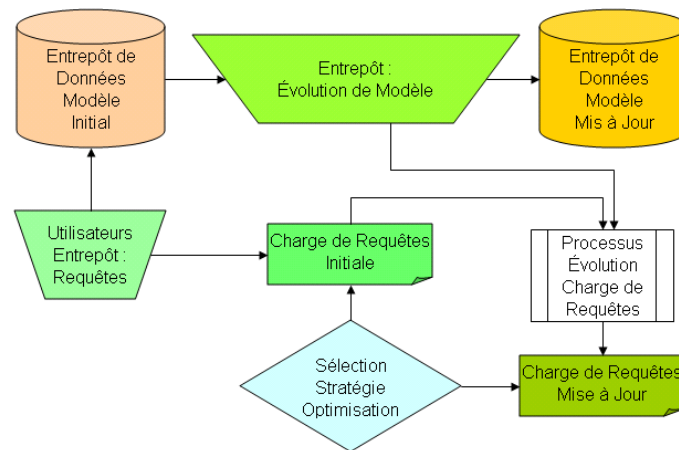 Entrepôt de
Données
Modèle
Initial
Entrepôt :
Évolution de Modèle
Entrepôt de
Données
Modèle
Mis à Jour
Utilisateurs
Entrepôt :
Requêtes
Charge de Requêtes
Initiale
Processus
Évolution
Charge de
Requêtes
Sélection
Stratégie
Optimisation
Charge de Requêtes
Mise à Jour